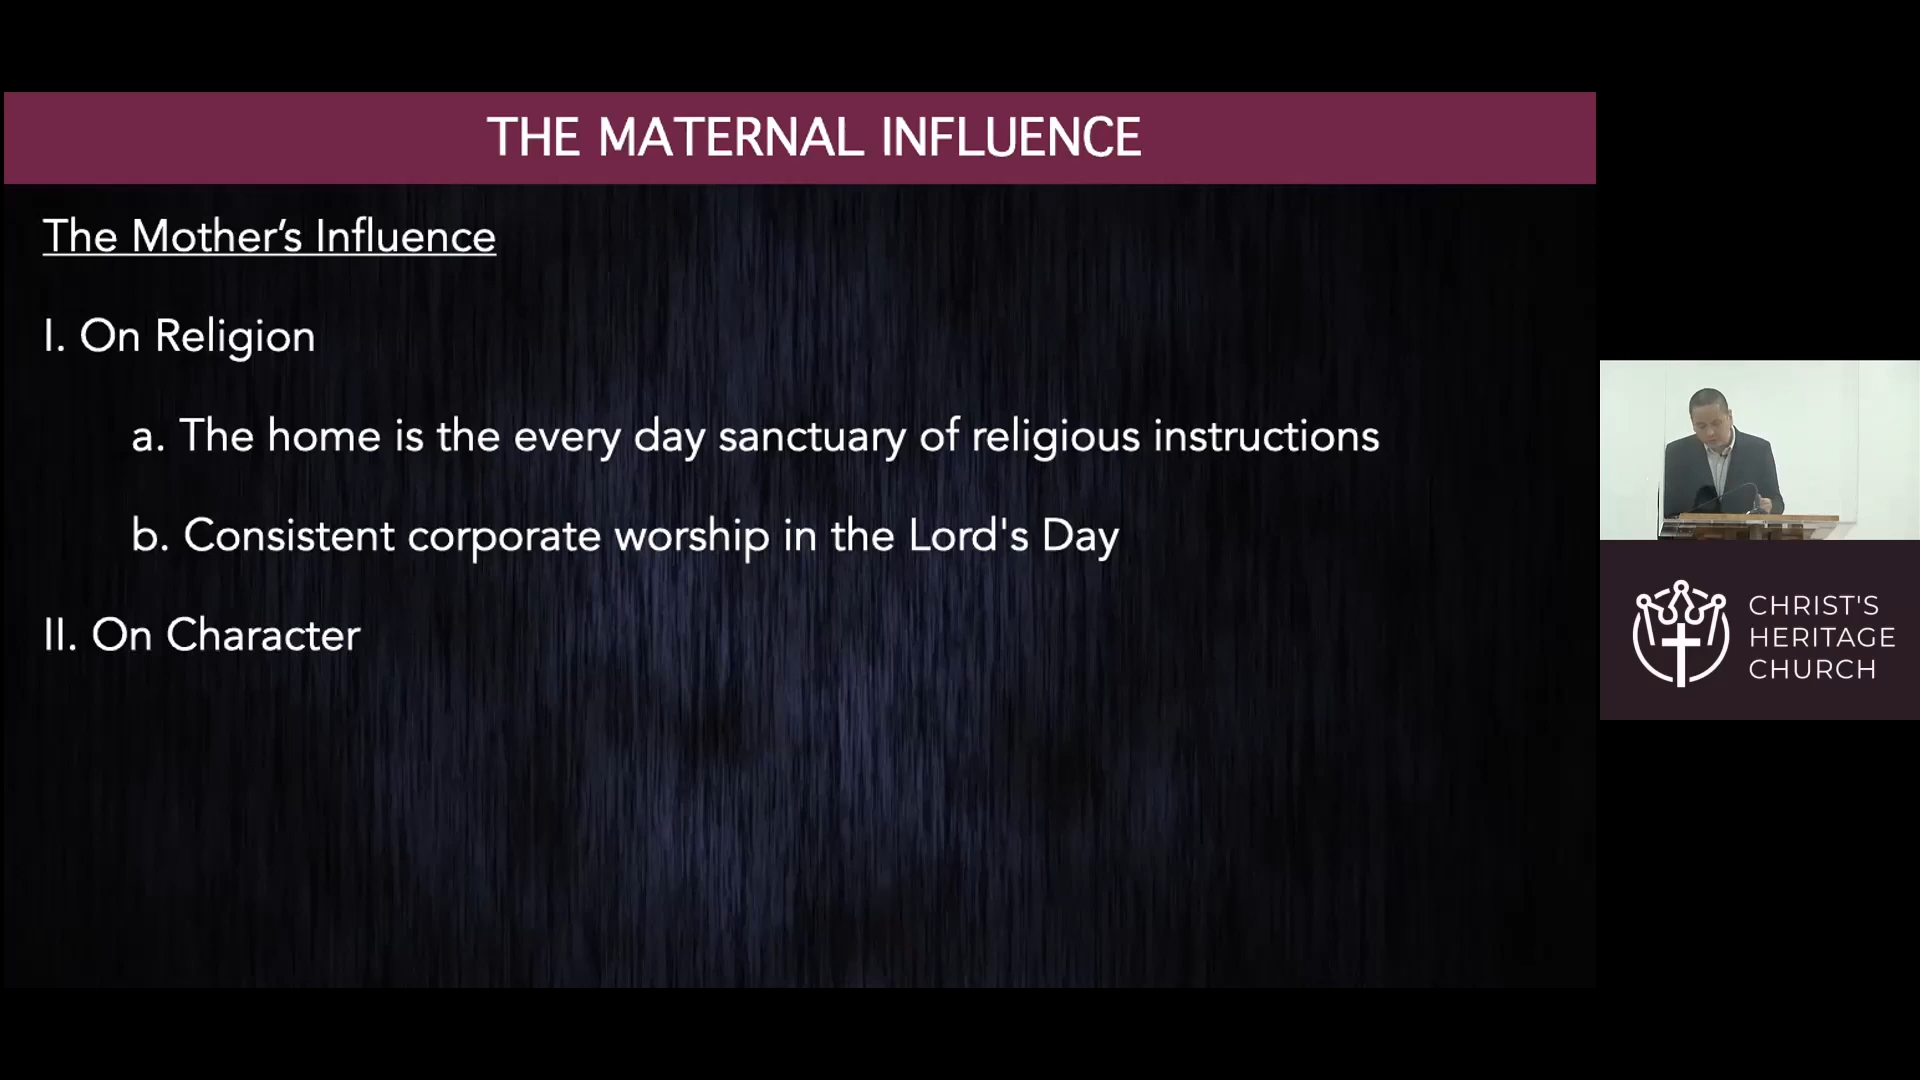 THE MATERNAL INFLUENCE
The Mother’s Influence
I. On Religion
a. The home is the every day sanctuary of religious instructions
b. Consistent corporate worship in the Lord's Day
II. On Character
CHRIST'S
HERITAGE
CHURCH